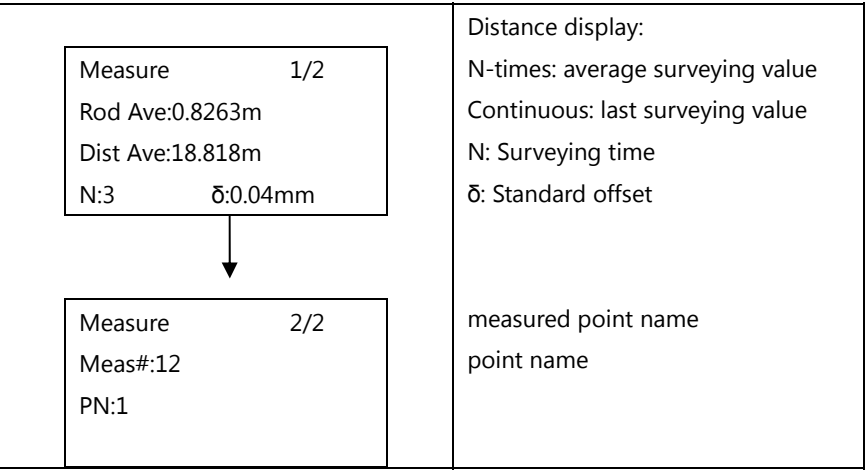 Measure 1/2
Rod Ave:0.8263m
Dist Ave:18.818m
N:3 δ:0.04mm
Measure 2/2
Meas#:12
PN:1
Distance display:
N-times: average surveying value
Continuous: last surveying value
N: Surveying time
δ: Standard offset
measured point name
point name